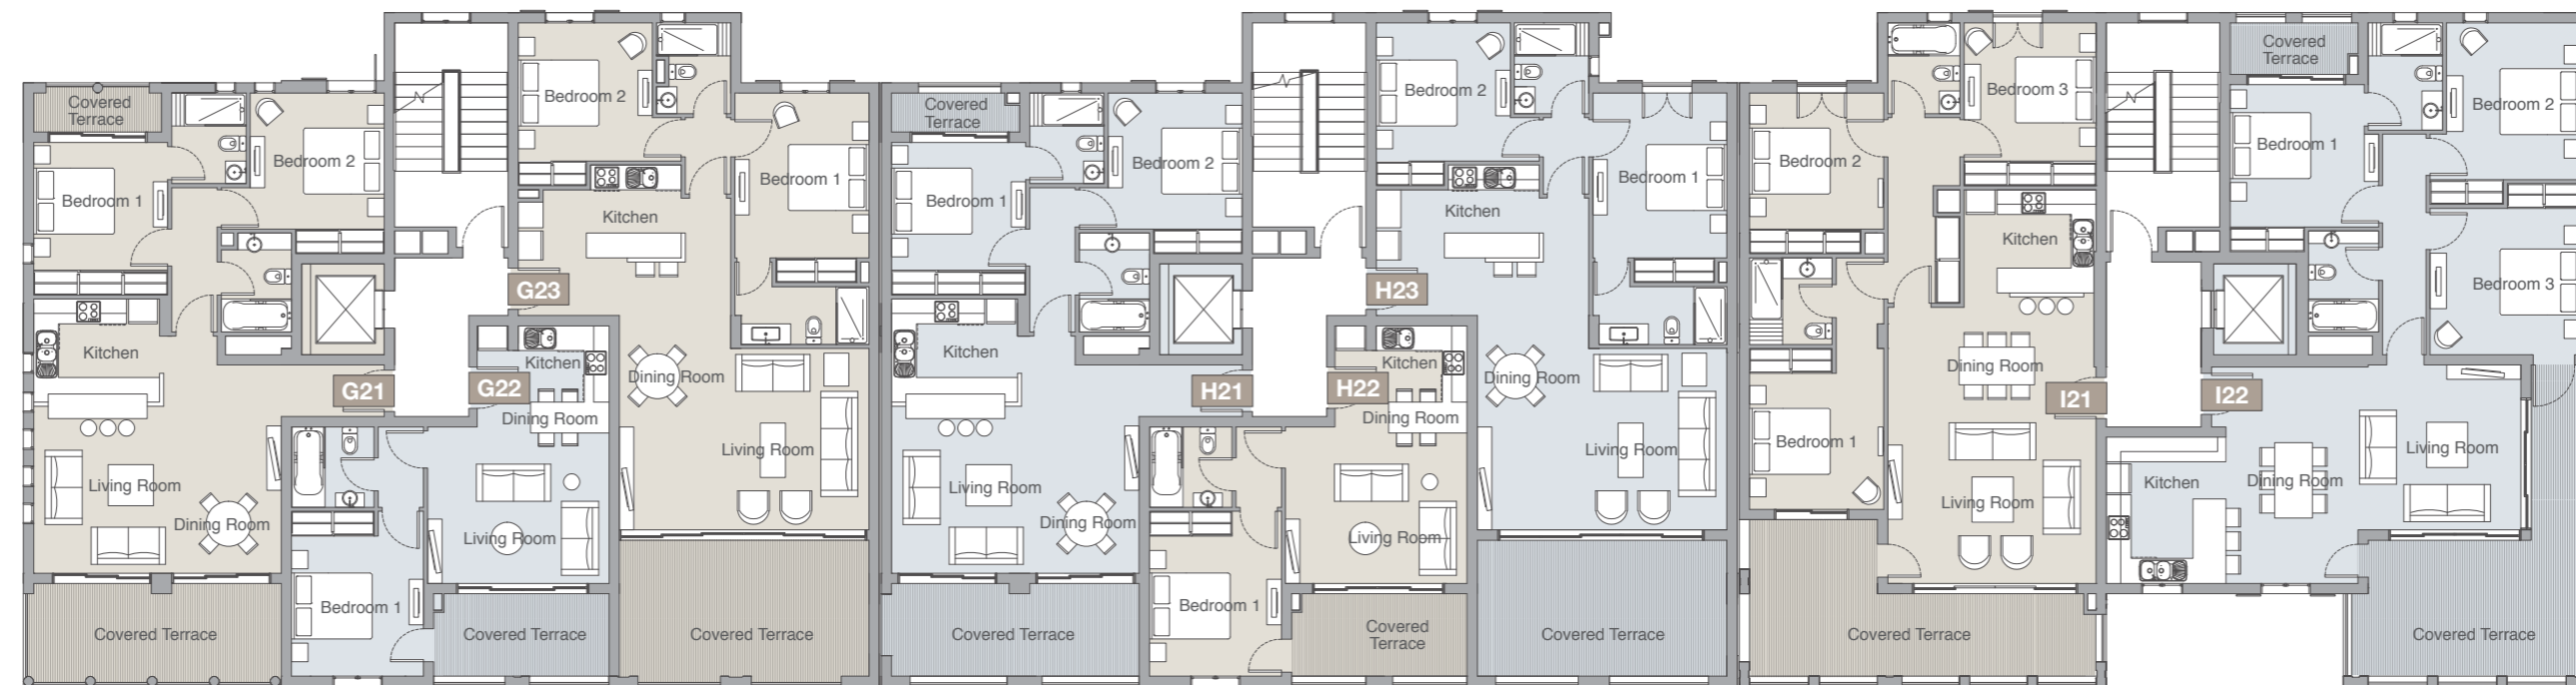 Covered
Terrace
Bedroom 1
Bedroom 2
Kitchen
G21
Living Room
Dining Room
Covered Terrace
G22
Kitchen
Dining Room
Living Room
Bedroom 1
Covered Terrace
G23
Bedroom 2
Bedroom 1
Kitchen
Dining Room
Living Room
Covered Terrace
Covered
Terrace
Bedroom 1
Bedroom 2
Kitchen
H21
Living Room
Dining Room
Covered Terrace
H22
Kitchen
Dining Room
Living Room
Bedroom 1
Covered
Terrace
H23
Bedroom 2
Bedroom 1
Kitchen
Dining Room
Living Room
Covered Terrace
Bedroom 2
Bedroom 3
Kitchen
Dining Room
I21
Bedroom 1
Living Room
Covered Terrace
Covered
Terrace
Bedroom 1
Bedroom 2
Bedroom 3
I22
Living Room
Kitchen
Dining Room
Covered Terrace